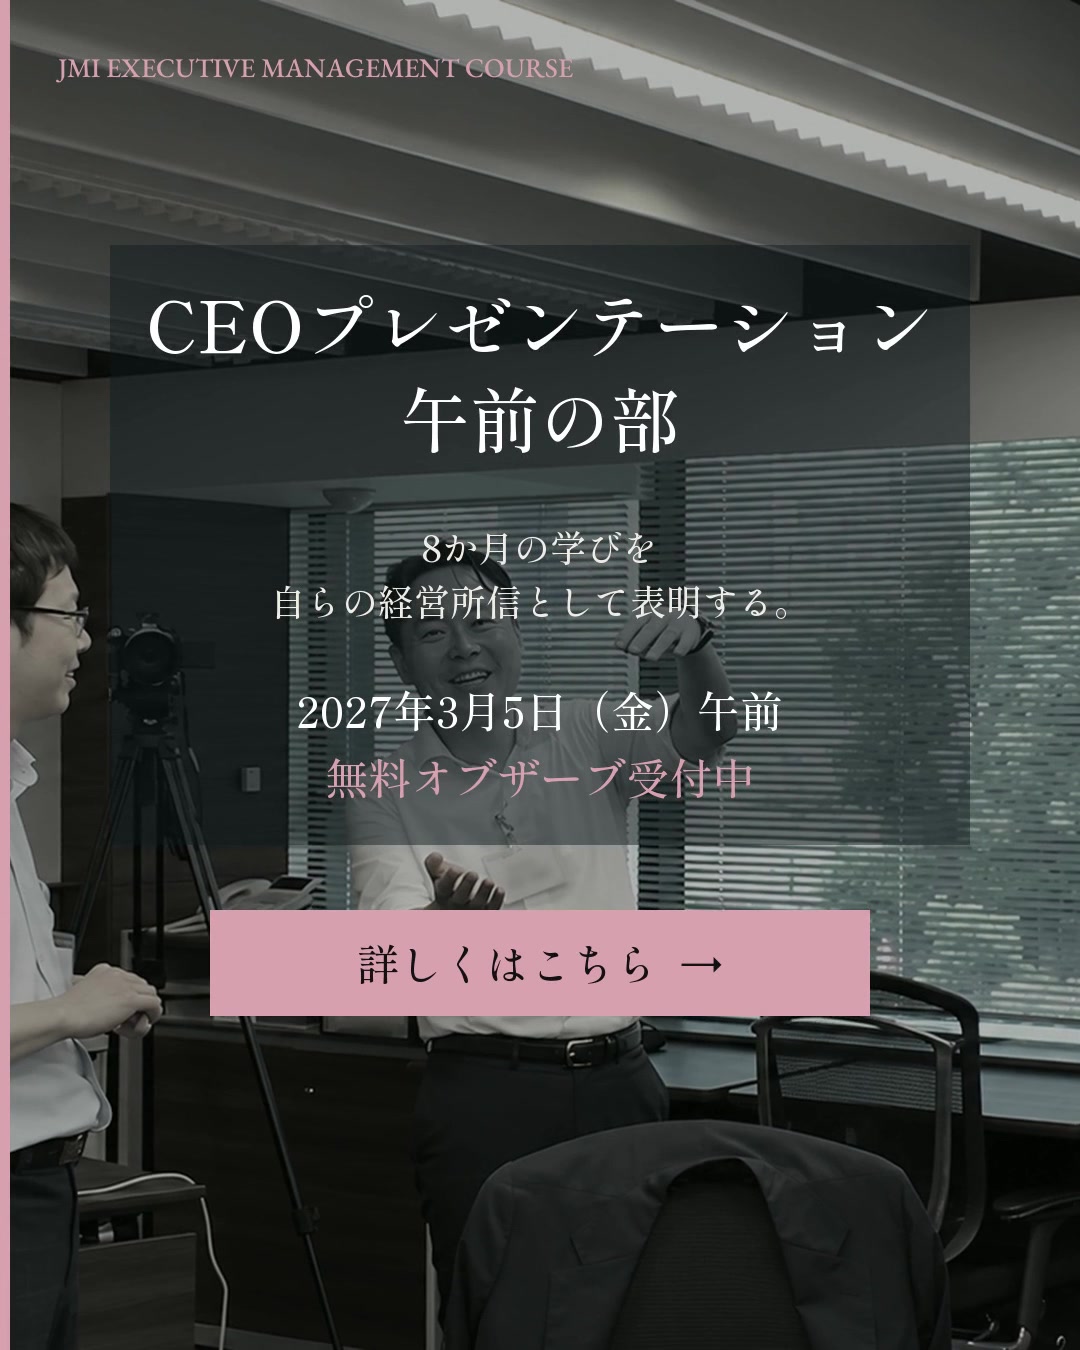 JMI EXECUTIVE MANAGEMENT COURSE
CEOプレゼンテーション
午前の部
8か月の学びを
自らの経営所信として表明する。
2027年3月5日（金）午前
無料オブザーブ受付中
詳しくはこちら →